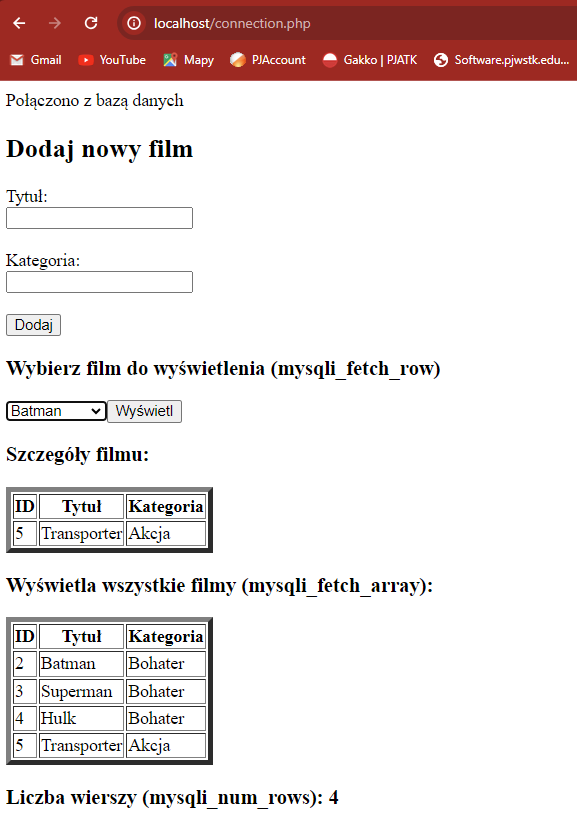 localhost/connection.php
Gmail YouTube Mapy PJAccount Gakko | PJATK Software.pjwstk.edu...
Połączono z bazą danych
Dodaj nowy film
Tytuł:
Kategoria:
Dodaj
Wybierz film do wyświetlenia (mysqli_fetch_row)
Batman Wyświetl
Szczegóły filmu:
ID Tytuł Kategoria
5 Transporter Akcja
Wyświetla wszystkie filmy (mysqli_fetch_array):
ID Tytuł Kategoria
2 Batman Bohater
3 Superman Bohater
4 Hulk Bohater
5 Transporter Akcja
Liczba wierszy (mysqli_num_rows): 4